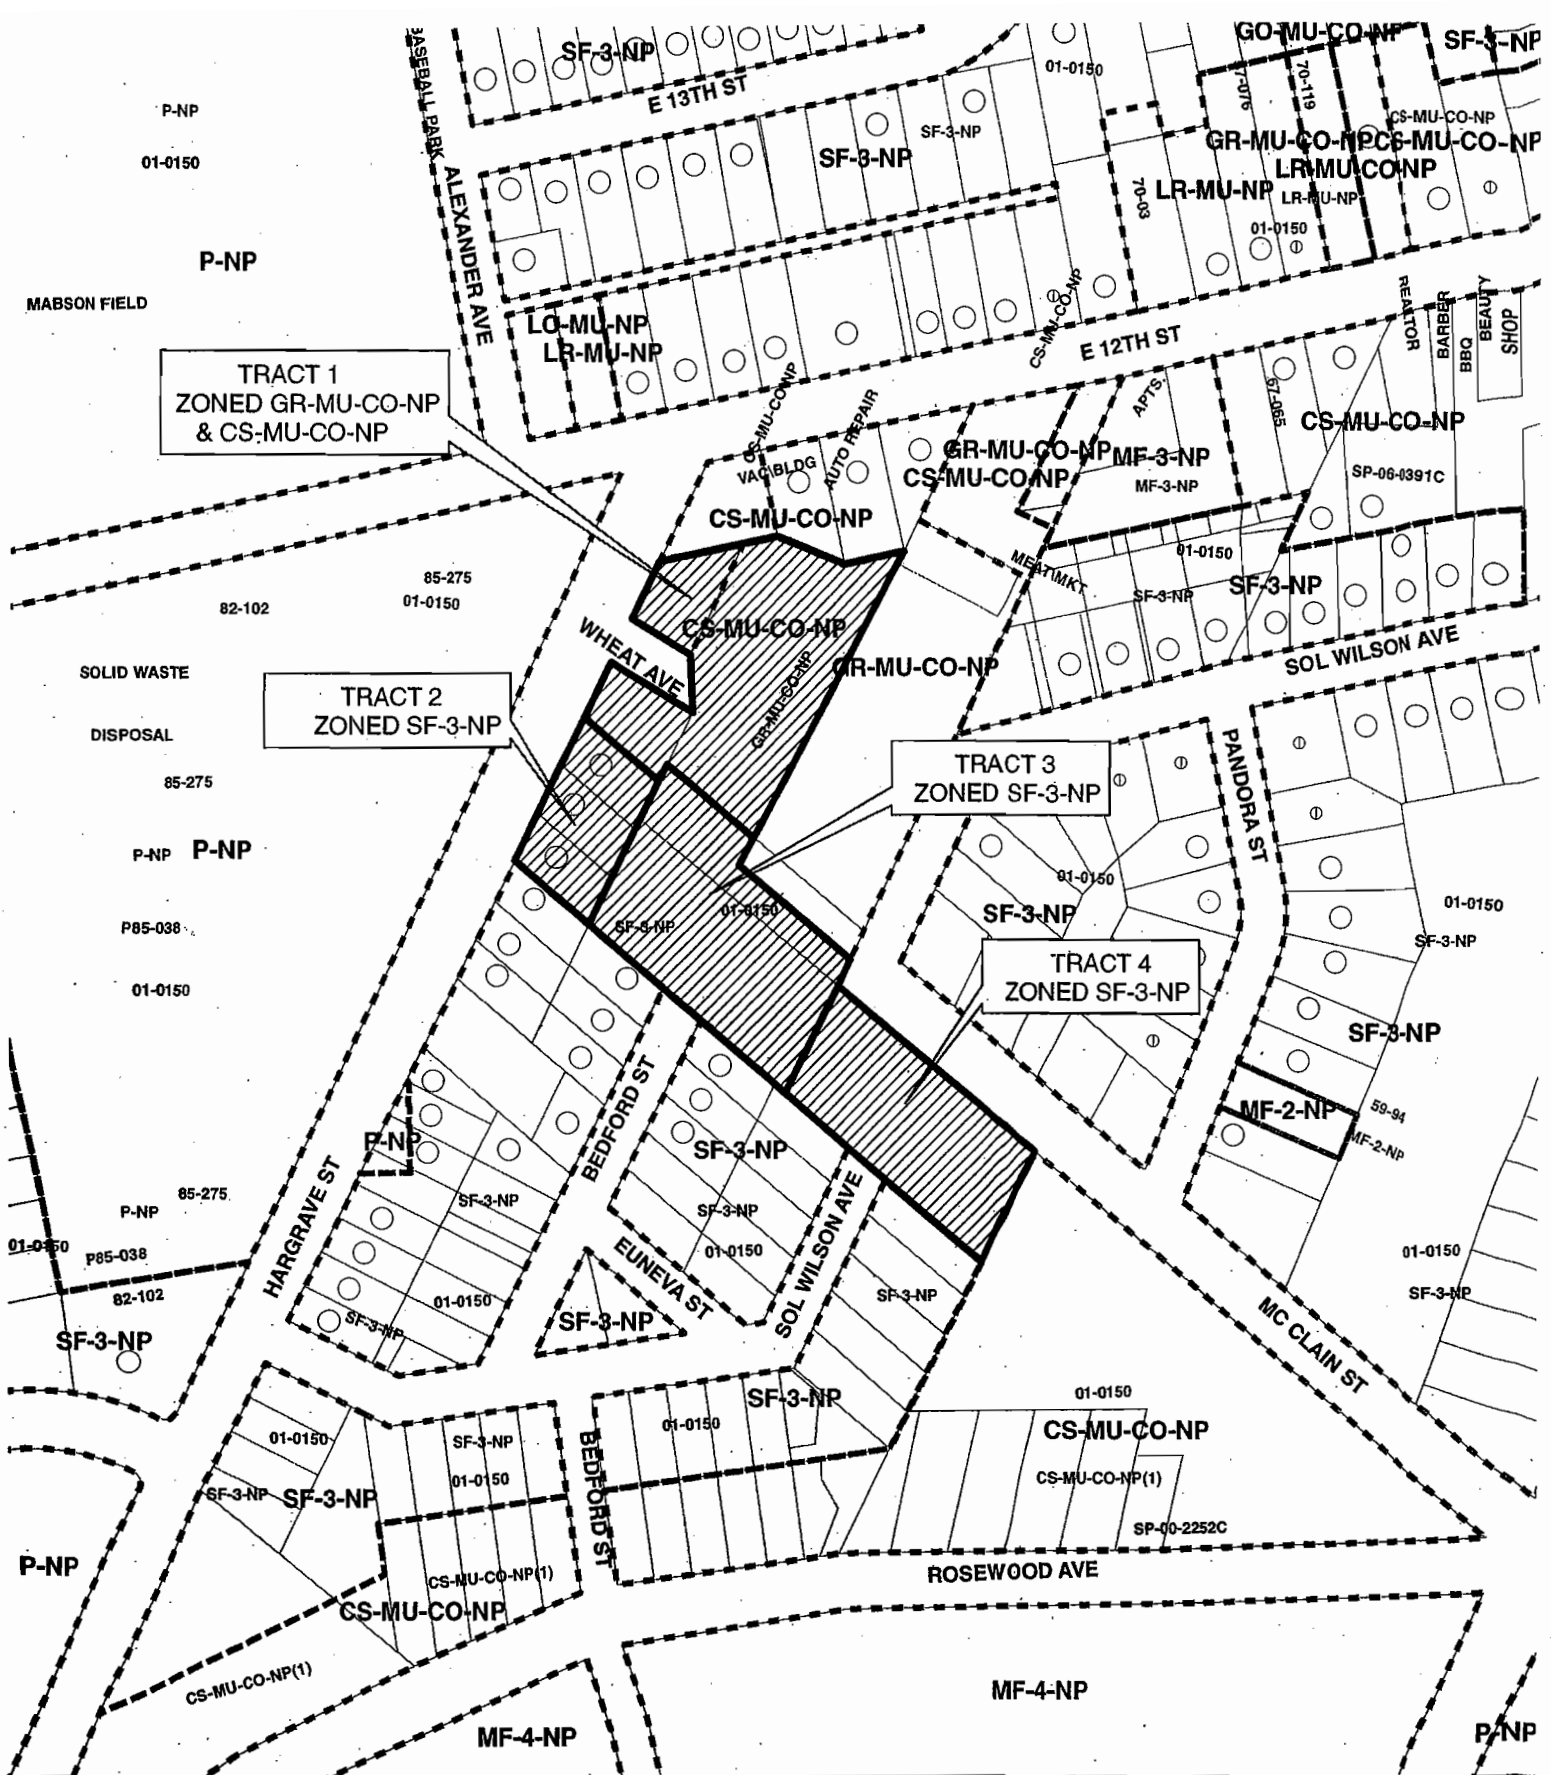 GO-MU-CO-NP
SF-3-NP
SF-3-NP
BASEBALL PARK
E 13TH ST
01-0150
57-076
70-119
P-NP
01-0150
SF-3-NP
SF-3-NP
CS-MU-CO-NP
GR-MU-CO-NP
CS-MU-CO-NP
LR-MU-CO-NP
LR-MU-NP
LR-MU-NP
70-03
01-0150
ALEXANDER AVE
P-NP
MABSON FIELD
LO-MU-NP
LR-MU-NP
CS-MU-CO-NP
E 12TH ST
REALTOR
BARBER
BBQ
BEAUTY
SHOP
TRACT 1
ZONED GR-MU-CO-NP
& CS-MU-CO-NP
CS-MU-CO-NP
VAC\BLDG
AUTO REPAIR
APTS.
67-065
CS-MU-CO-NP
GR-MU-CO-NP
CS-MU-CO-NP
MF-3-NP
MF-3-NP
SP-06-0391C
CS-MU-CO-NP
01-0150
MEAT\MKT
SF-3-NP
SF-3-NP
85-275
01-0150
82-102
WHEAT AVE
CS-MU-CO-NP
GR-MU-CO-NP
GR-MU-CO-NP
SOL WILSON AVE
SOLID WASTE
DISPOSAL
TRACT 2
ZONED SF-3-NP
85-275
TRACT 3
ZONED SF-3-NP
PANDORA ST
P-NP
P-NP
01-0150
SF-3-NP
01-0150
SF-3-NP
01-0150
SF-3-NP
P85-038
01-0150
TRACT 4
ZONED SF-3-NP
SF-3-NP
MF-2-NP
59-94
MF-2-NP
P-NP
BEDFORD ST
SF-3-NP
SF-3-NP
SF-3-NP
01-0150
HARGRAVE ST
85-275
P-NP
01-0150
P85-038
82-102
SF-3-NP
EUNEVA ST
SOL WILSON AVE
SF-3-NP
01-0150
SF-3-NP
01-0150
SF-3-NP
SF-3-NP
MC CLAIN ST
01-0150
SF-3-NP
SF-3-NP
01-0150
01-0150
CS-MU-CO-NP
CS-MU-CO-NP(1)
SP-00-2252C
01-0150
SF-3-NP
SF-3-NP
SF-3-NP
01-0150
BEDFORD ST
ROSEWOOD AVE
P-NP
CS-MU-CO-NP(1)
CS-MU-CO-NP
CS-MU-CO-NP(1)
MF-4-NP
MF-4-NP
P-NP